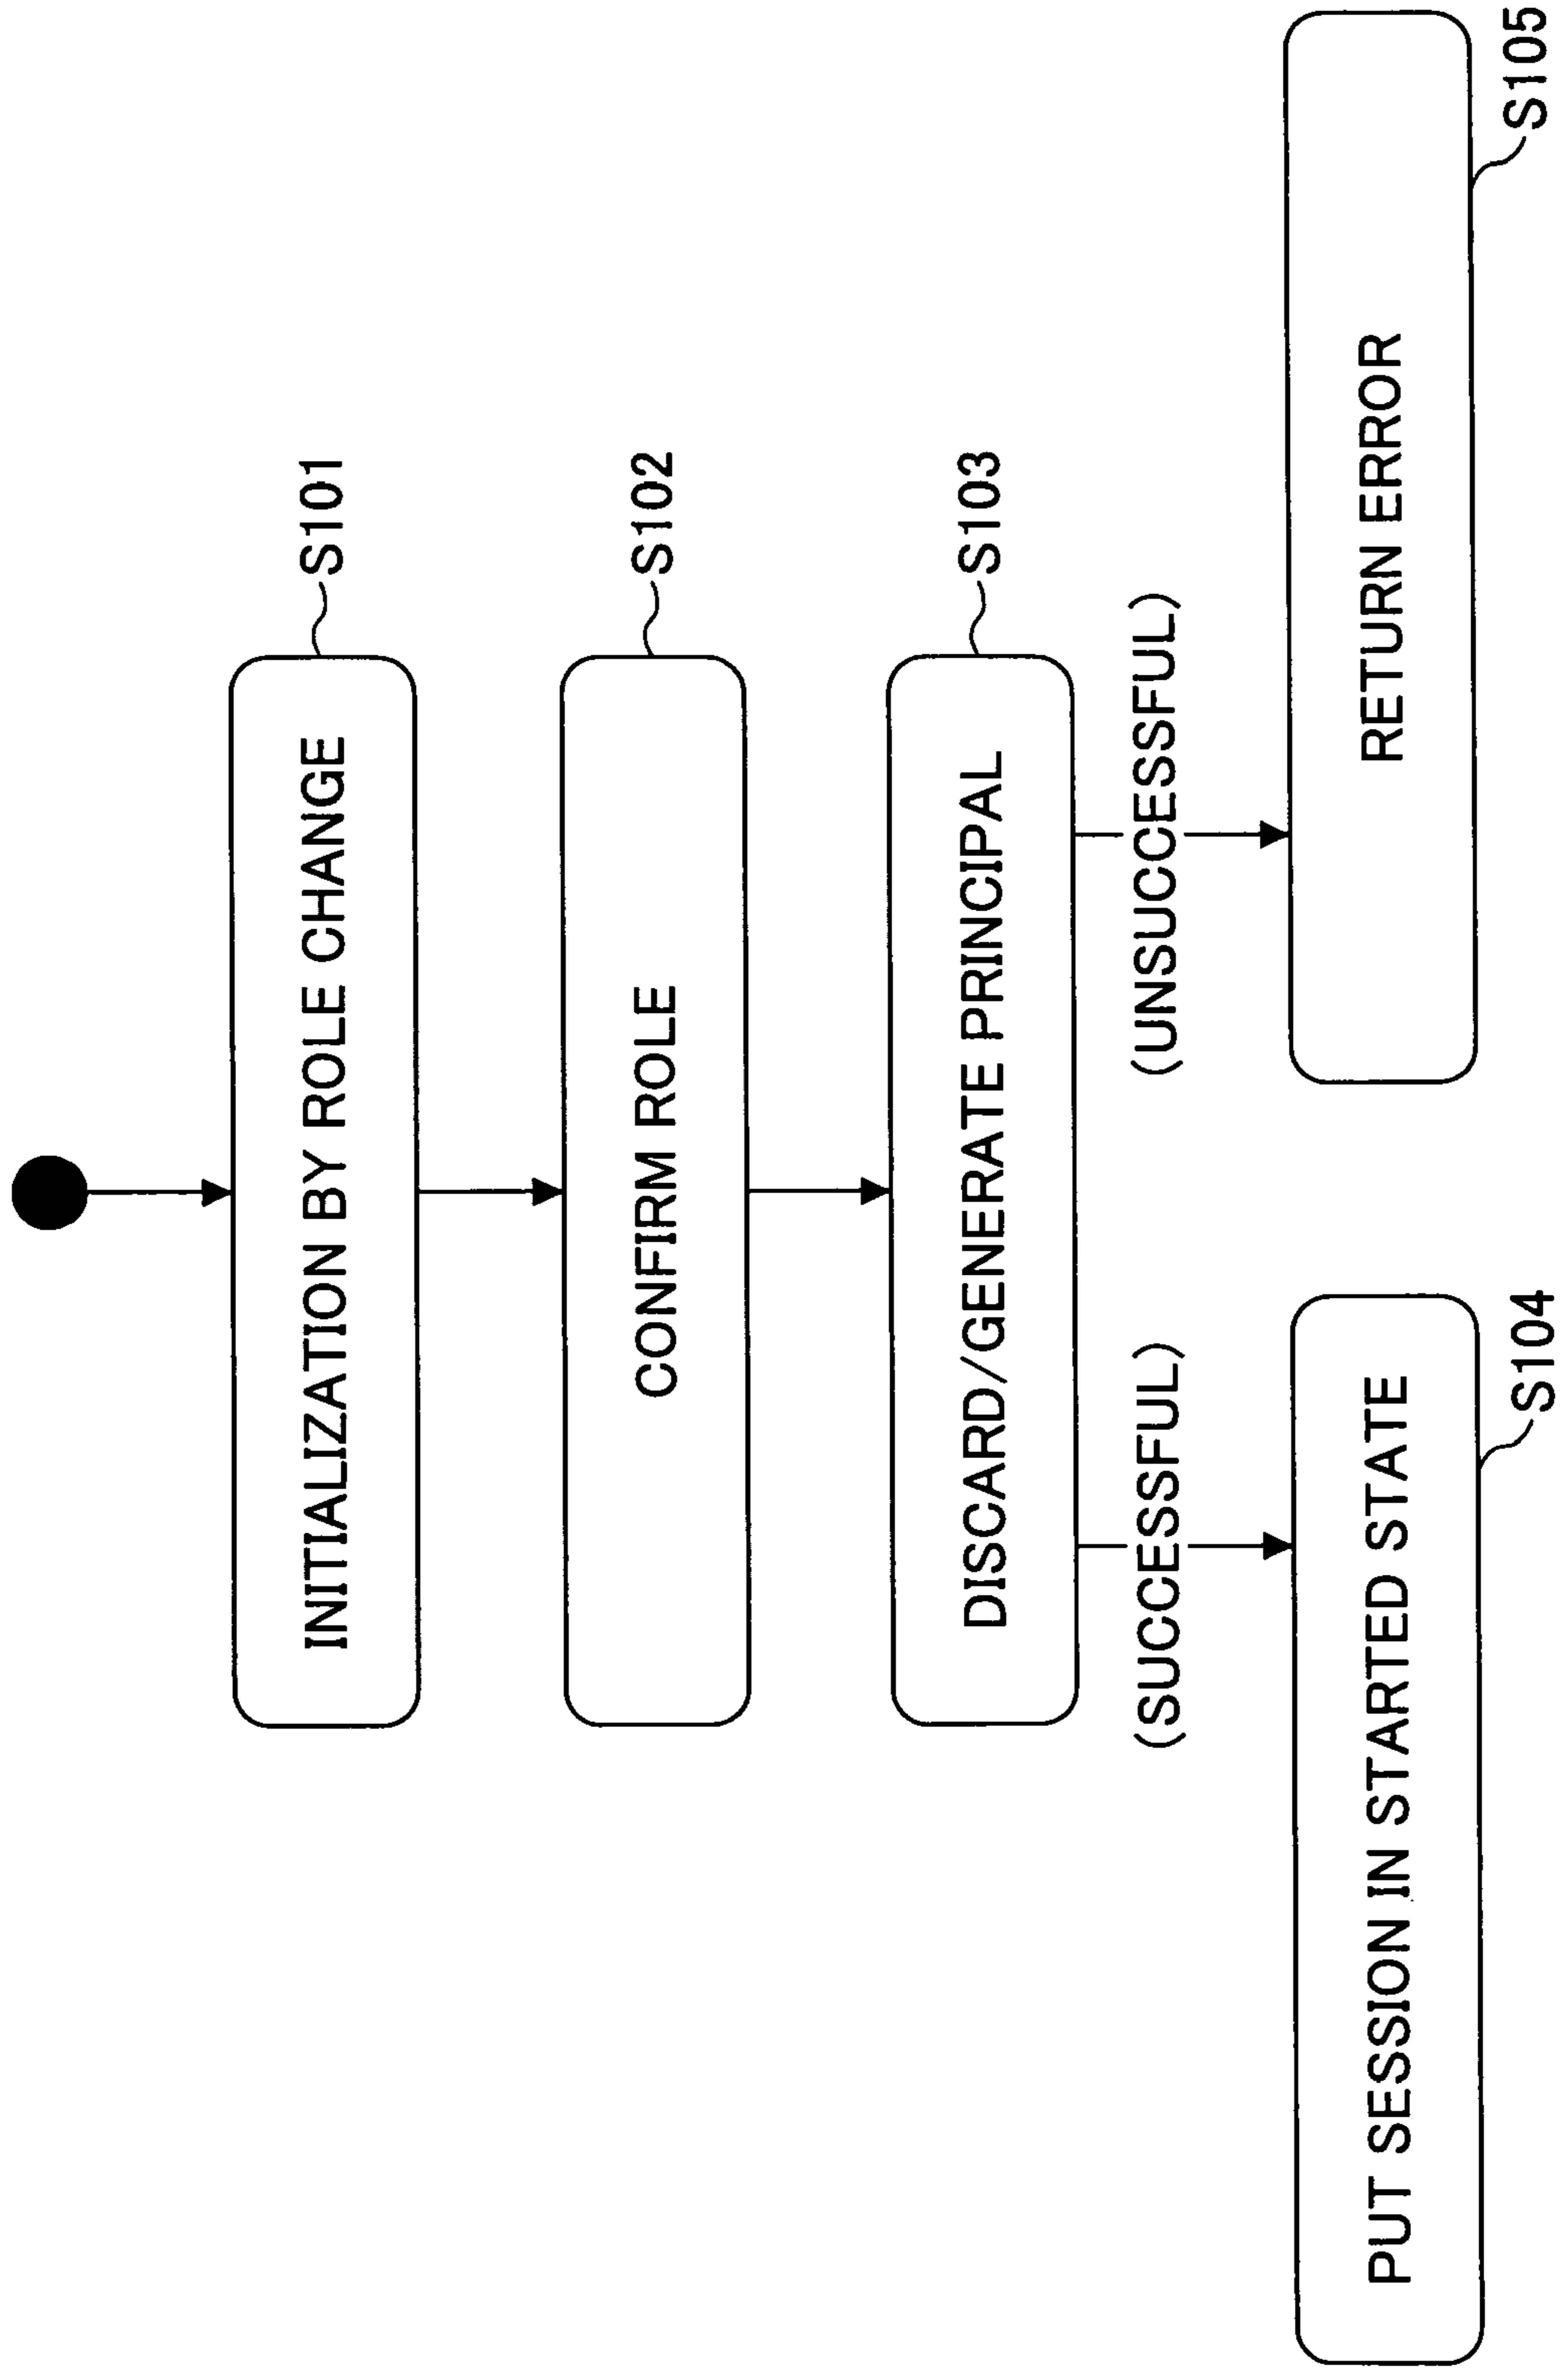 INITIALIZATION BY ROLE CHANGE
S101
CONFIRM ROLE
S102
DISCARD/GENERATE PRINCIPAL
S103
(SUCCESSFUL)
(UNSUCCESSFUL)
PUT SESSION IN STARTED STATE
S104
RETURN ERROR
S105